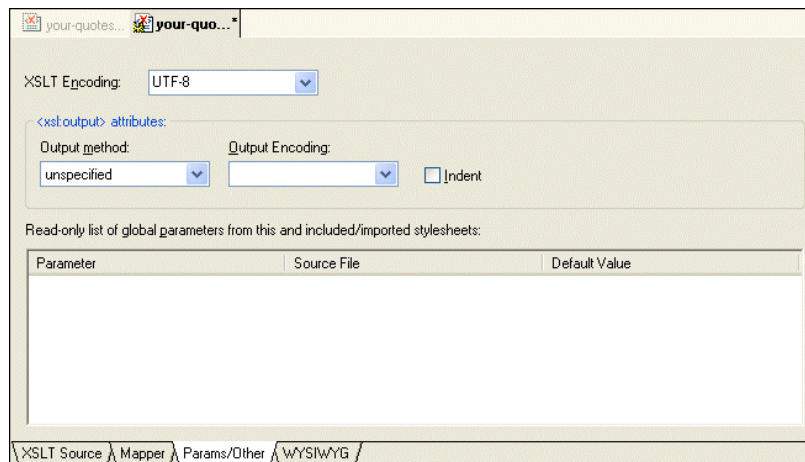 your-quotes... your-quo...*
XSLT Encoding: UTF-8
<xsl:output> attributes:
Output method: Output Encoding:
unspecified Indent
Read-only list of global parameters from this and included/imported stylesheets:
Parameter Source File Default Value
XSLT Source Mapper Params/Other WYSIWYG